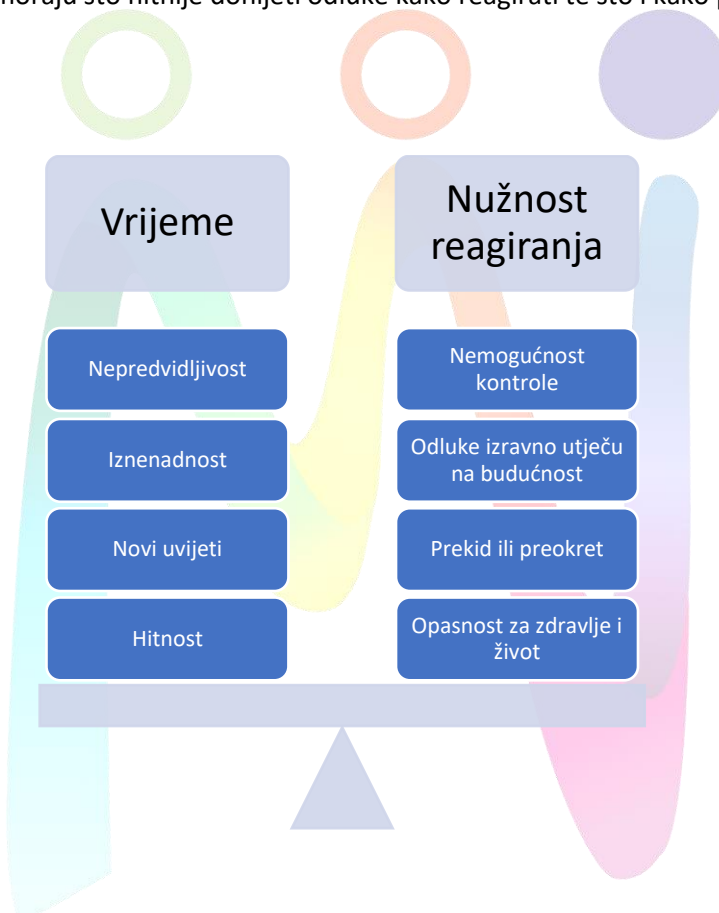 moraju što hitnije donijeti odluke kako reagirati te što i kako
Vrijeme
Nužnost
reagiranja
Nepredvidljivost
Nemogućnost
kontrole
Iznenadnost
Odluke izravno utječu
na budućnost
Novi uvijeti
Prekid ili preokret
Hitnost
Opasnost za zdravlje i
život